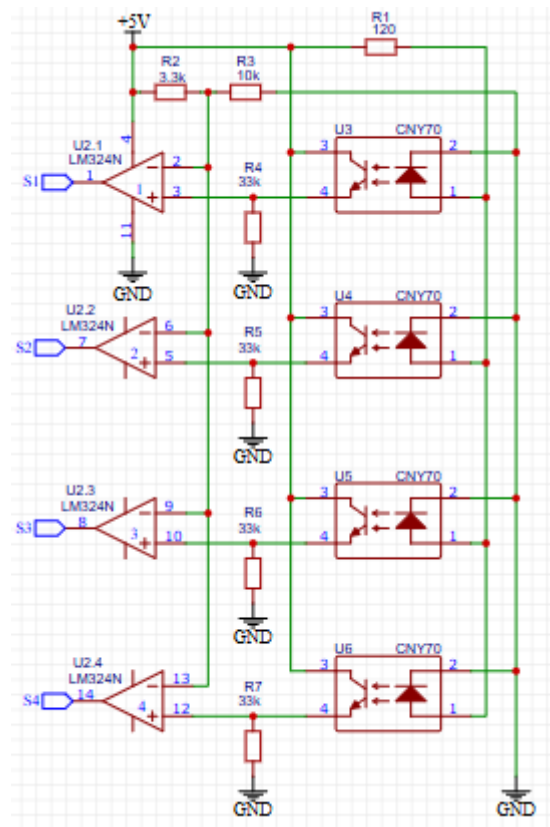 +5V
R1
120
R2
3.3k
R3
10k
U3 CNY70
4
U2.1
LM324N
2
3
S1 1
1
+
11
R4
33k
3 2
4 1
GND
GND
U4 CNY70
U2.2
LM324N
6
5
S2 7
2
+
R5
33k
3 2
4 1
GND
U5 CNY70
U2.3
LM324N
9
10
S3 8
3
+
R6
33k
3 2
4 1
GND
U6 CNY70
U2.4
LM324N
13
12
S4 14
4
+
R7
33k
3 2
4 1
GND
GND